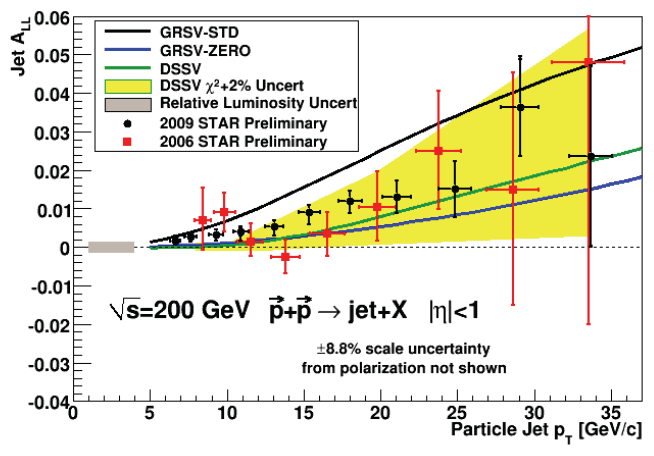 Jet A_LL
0.06
0.05
0.04
0.03
0.02
0.01
0
-0.01
-0.02
-0.03
-0.04
GRSV-STD
GRSV-ZERO
DSSV
DSSV χ²+2% Uncert
Relative Luminosity Uncert
2009 STAR Preliminary
2006 STAR Preliminary
√s=200 GeV p⃗+p⃗ → jet+X |η|<1
±8.8% scale uncertainty
from polarization not shown
0 5 10 15 20 25 30 35
Particle Jet p_T [GeV/c]